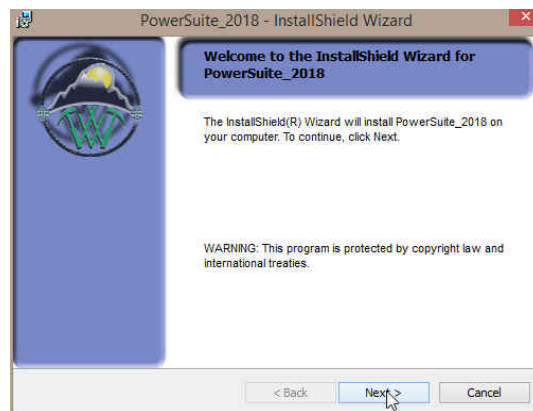 PowerSuite_2018 - InstallShield Wizard
Welcome to the InstallShield Wizard for
PowerSuite_2018
The InstallShield(R) Wizard will install PowerSuite_2018 on
your computer. To continue, click Next.
WARNING: This program is protected by copyright law and
international treaties.
< Back
Next >
Cancel